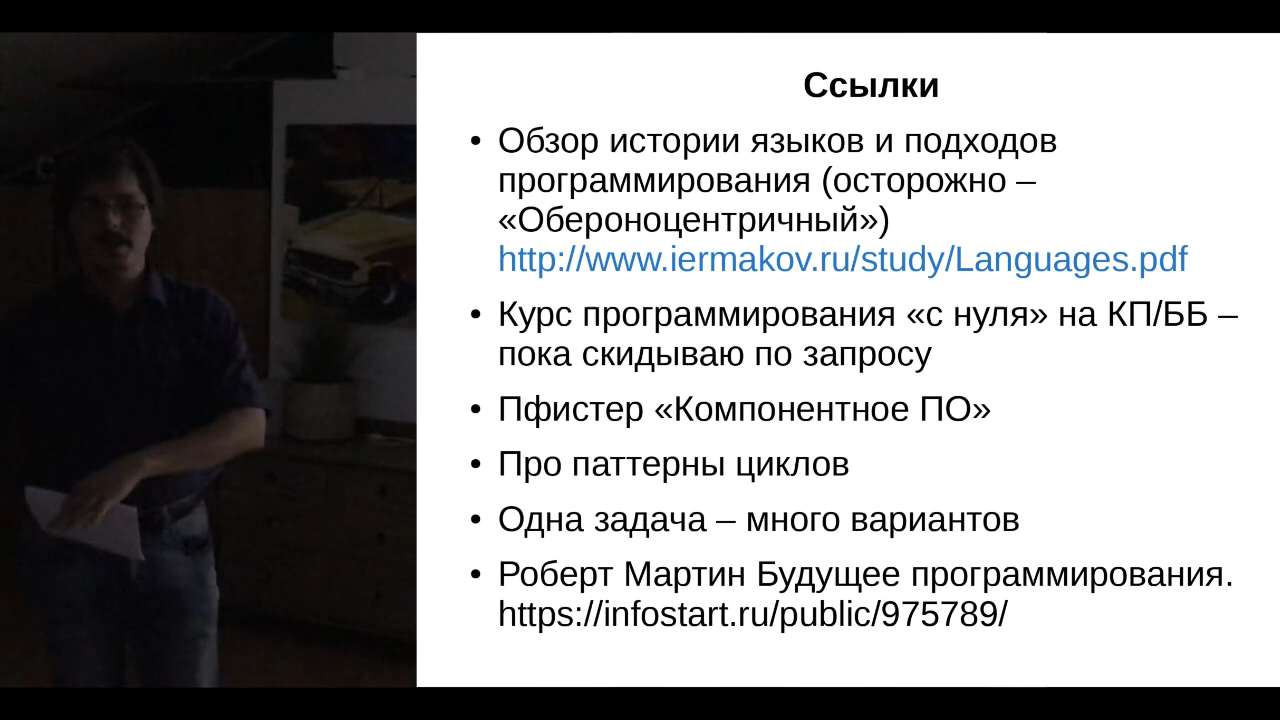 Ссылки
• Обзор истории языков и подходов
программирования (осторожно –
«Обероноцентричный»)
http://www.iermakov.ru/study/Languages.pdf
• Курс программирования «с нуля» на КП/ББ –
пока скидываю по запросу
• Пфистер «Компонентное ПО»
• Про паттерны циклов
• Одна задача – много вариантов
• Роберт Мартин Будущее программирования.
https://infostart.ru/public/975789/